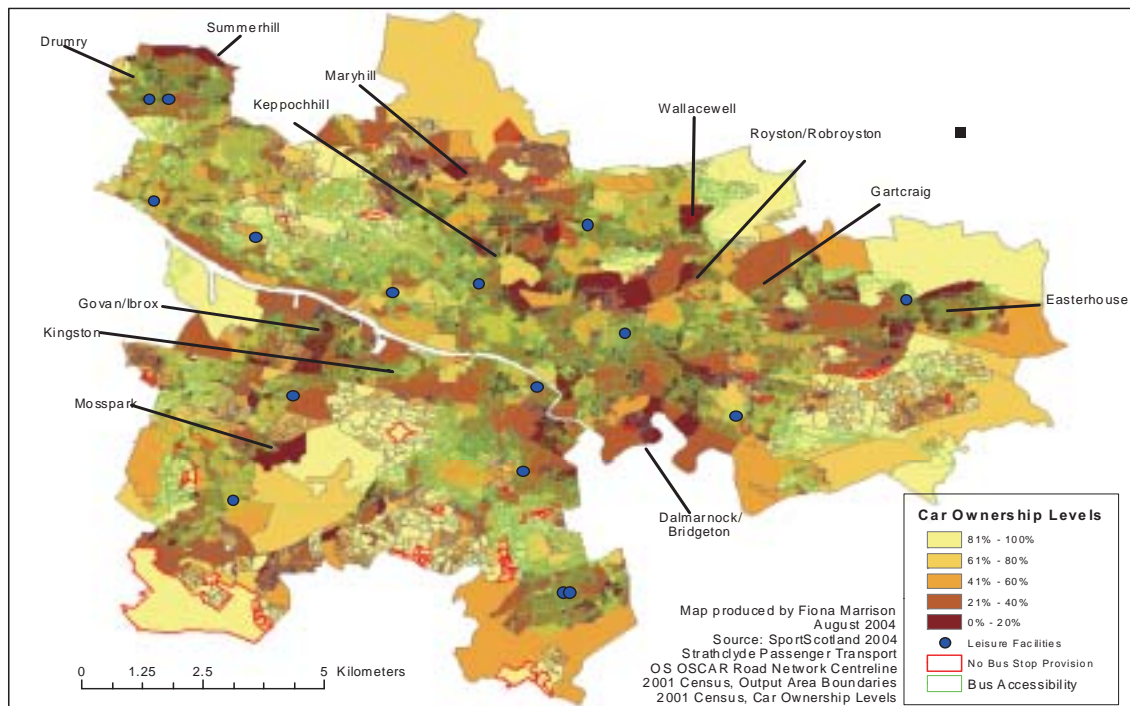 Summerhill
Drumry
Maryhill
Keppochhill
Wallacewell
Royston/Robroyston
Gartcraig
Govan/Ibrox
Kingston
Easterhouse
Mosspark
Dalmarnock/
Bridgeton
Car Ownership Levels
81% - 100%
61% - 80%
41% - 60%
21% - 40%
0% - 20%
Leisure Facilities
No Bus Stop Provision
Bus Accessibility
Map produced by Fiona Marrison
August 2004
Source: SportScotland 2004
Strathclyde Passenger Transport
OS OSCAR Road Network Centreline
2001 Census, Output Area Boundaries
2001 Census, Car Ownership Levels
0 1.25 2.5 5 Kilometers